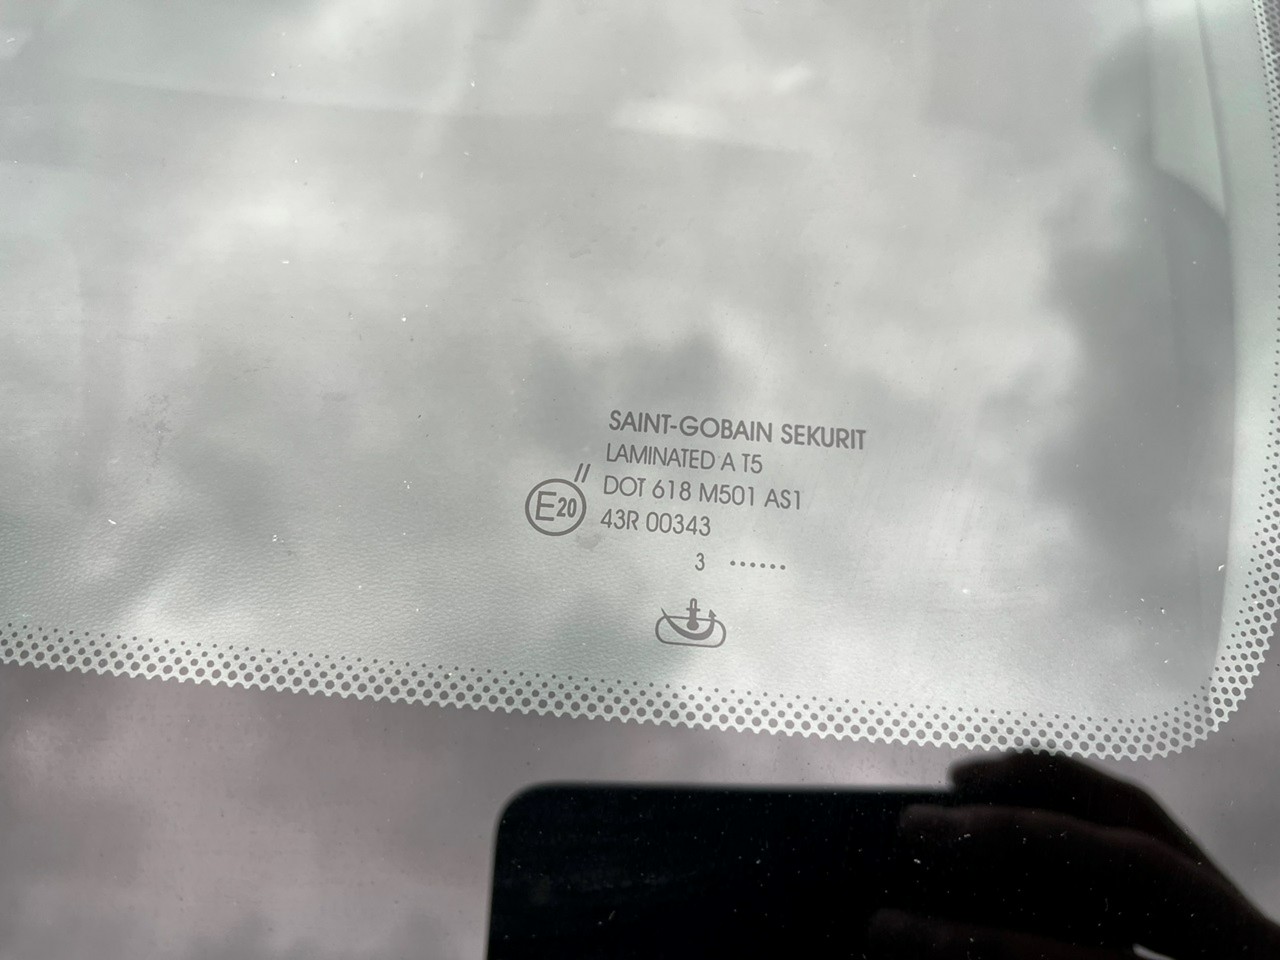 SAINT-GOBAIN SEKURIT
LAMINATED A T5
//
DOT 618 M501 AS1
E20
43R 00343
3 ......